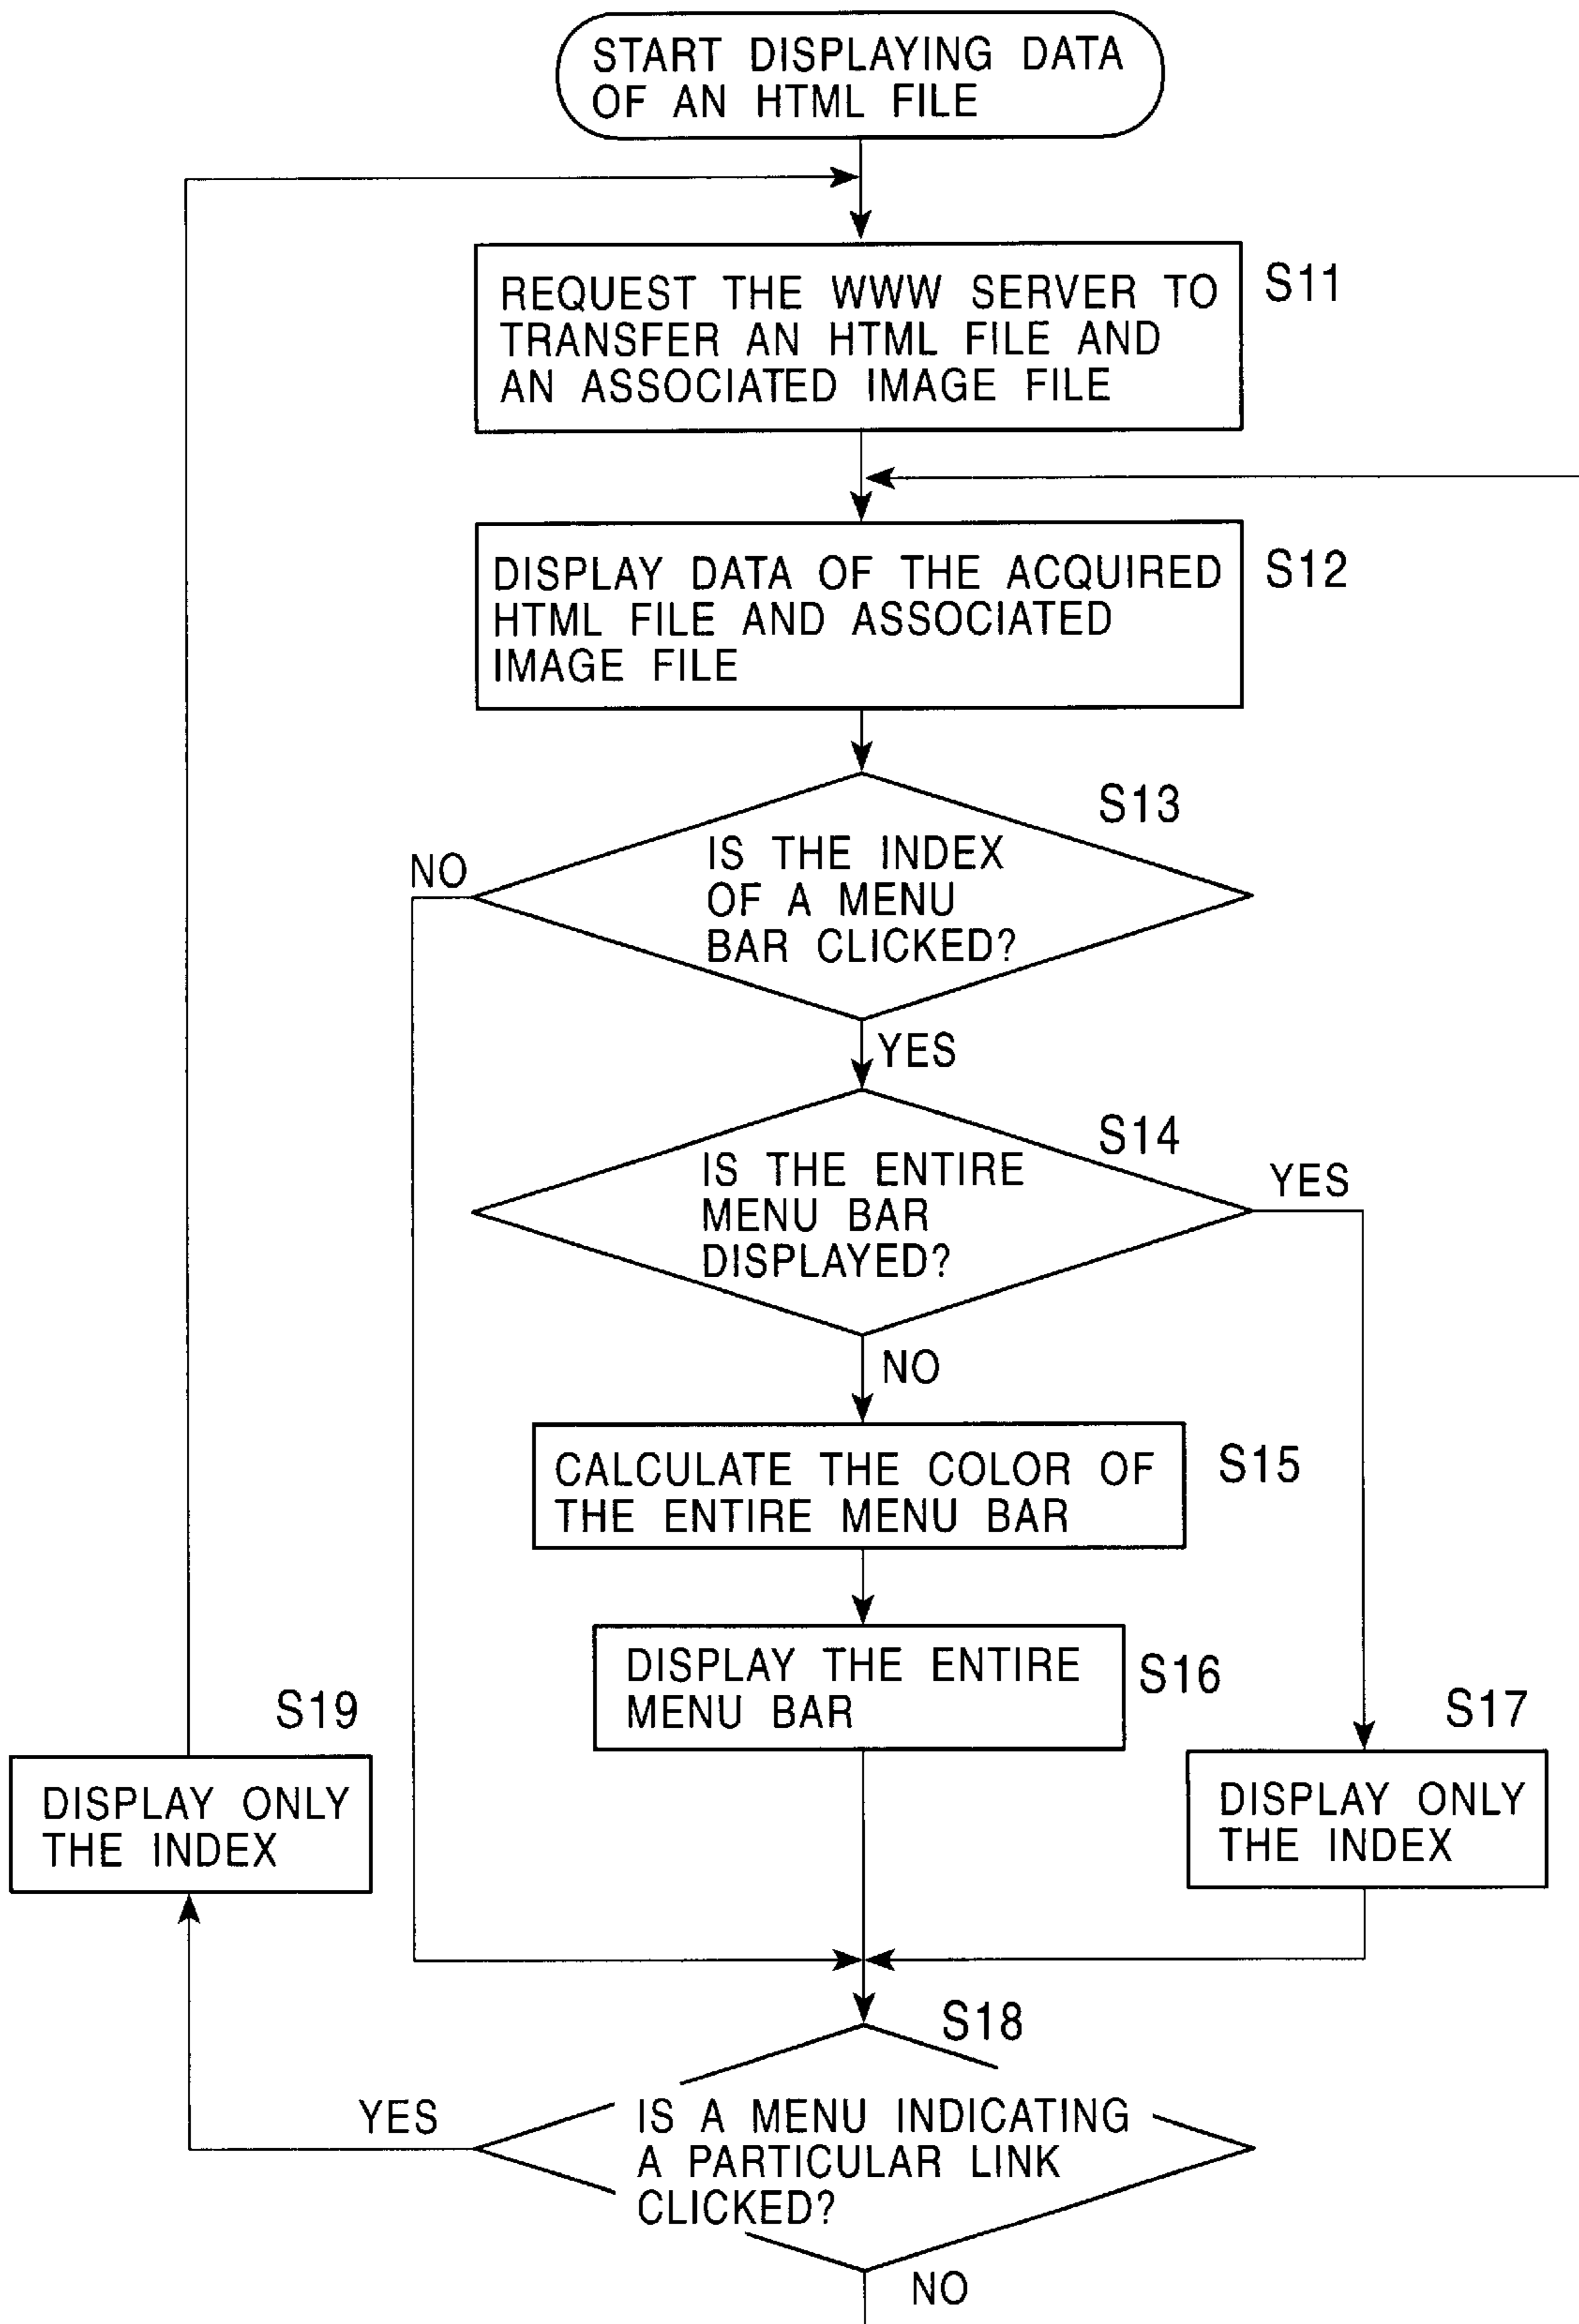 START DISPLAYING DATA
OF AN HTML FILE
REQUEST THE WWW SERVER TO
TRANSFER AN HTML FILE AND
AN ASSOCIATED IMAGE FILE
S11
DISPLAY DATA OF THE ACQUIRED
HTML FILE AND ASSOCIATED
IMAGE FILE
S12
S13
NO
IS THE INDEX
OF A MENU
BAR CLICKED?
YES
S14
IS THE ENTIRE
MENU BAR
DISPLAYED?
YES
NO
CALCULATE THE COLOR OF
THE ENTIRE MENU BAR
S15
DISPLAY THE ENTIRE
MENU BAR
S16
S19
S17
DISPLAY ONLY
THE INDEX
DISPLAY ONLY
THE INDEX
S18
YES
IS A MENU INDICATING
A PARTICULAR LINK
CLICKED?
NO